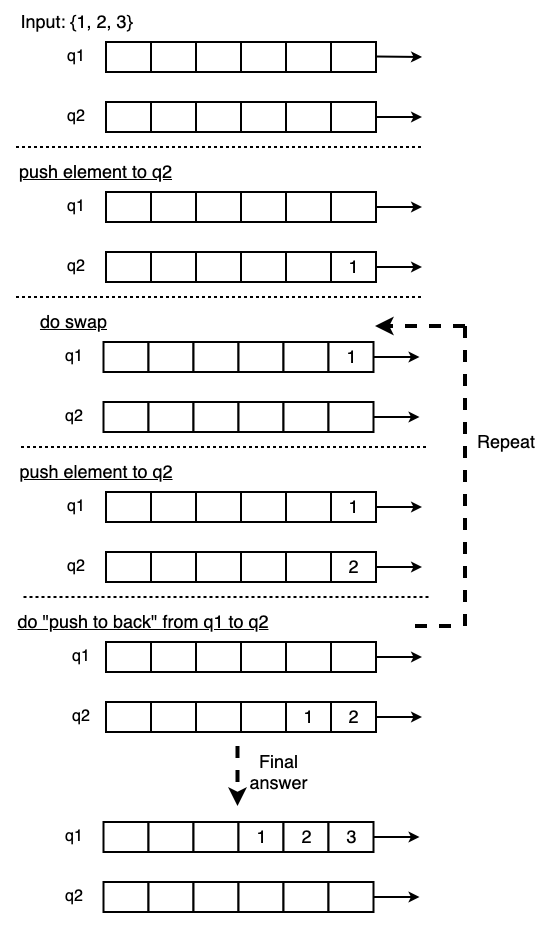 Input: {1, 2, 3}
q1
q2
push element to q2
q1
q2 1
do swap
q1 1
q2
Repeat
push element to q2
q1 1
q2 2
do "push to back" from q1 to q2
q1
q2 1 2
Final
answer
q1 1 2 3
q2